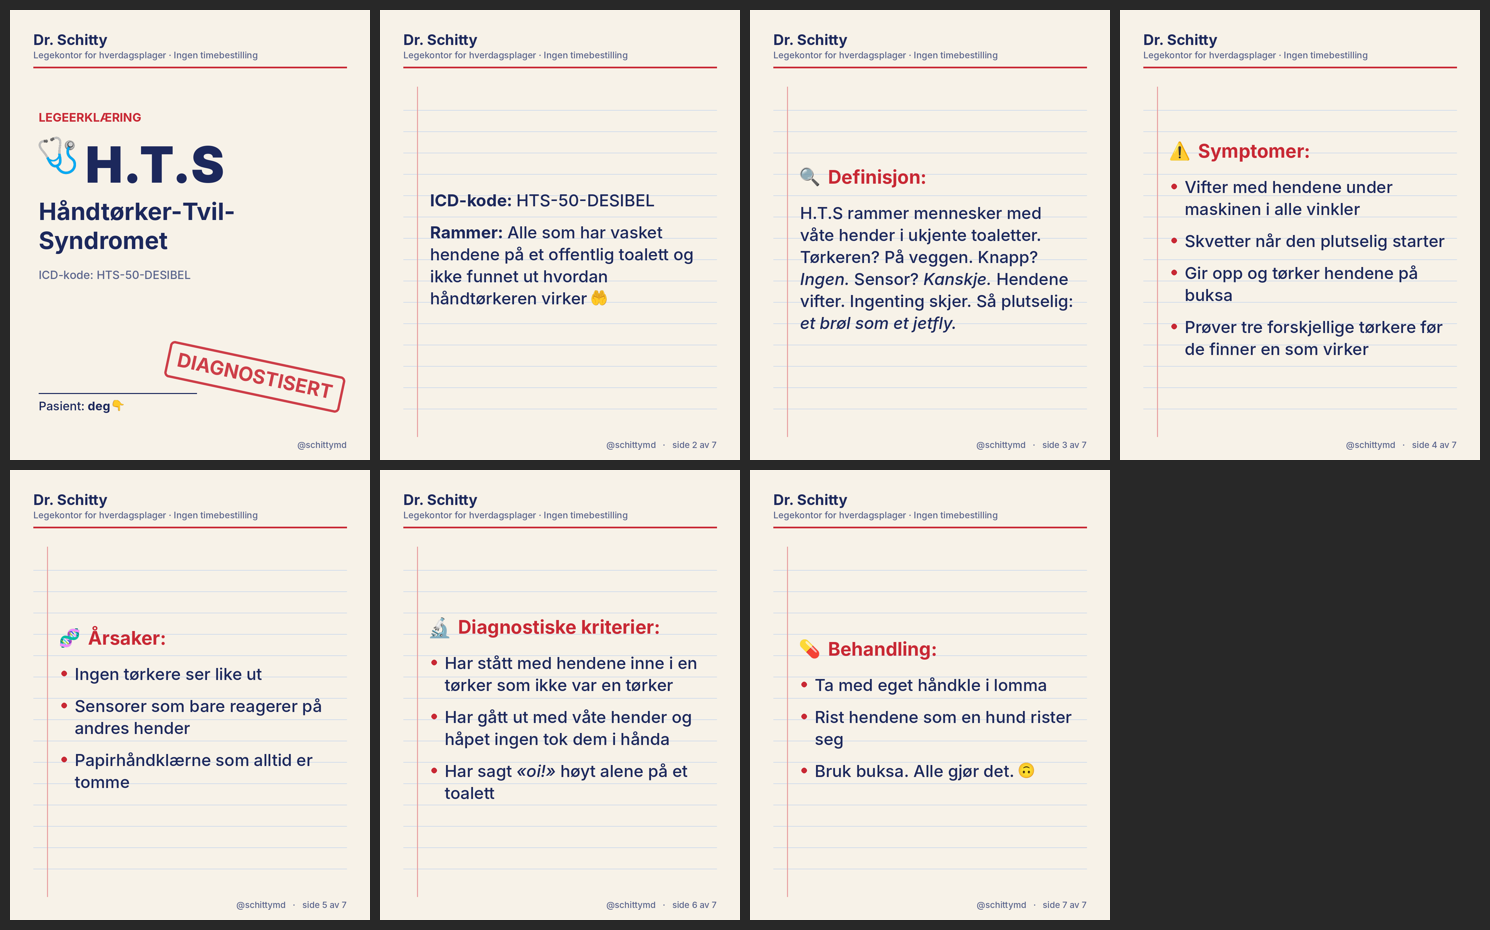 Dr. Schitty
Legekontor for hverdagsplager · Ingen timebestilling
LEGEERKLÆRING
🩺 H.T.S
Håndtørker-Tvil-
Syndromet
ICD-kode: HTS-50-DESIBEL
DIAGNOSTISERT
Pasient: deg👇
@schittymd
Dr. Schitty
Legekontor for hverdagsplager · Ingen timebestilling
ICD-kode: HTS-50-DESIBEL
Rammer: Alle som har vasket
hendene på et offentlig toalett og
ikke funnet ut hvordan
håndtørkeren virker 🤲
@schittymd · side 2 av 7
Dr. Schitty
Legekontor for hverdagsplager · Ingen timebestilling
🔍 Definisjon:
H.T.S rammer mennesker med
våte hender i ukjente toaletter.
Tørkeren? På veggen. Knapp?
Ingen. Sensor? Kanskje. Hendene
vifter. Ingenting skjer. Så plutselig:
et brøl som et jetfly.
@schittymd · side 3 av 7
Dr. Schitty
Legekontor for hverdagsplager · Ingen timebestilling
⚠️ Symptomer:
• Vifter med hendene under
maskinen i alle vinkler
• Skvetter når den plutselig starter
• Gir opp og tørker hendene på
buksa
• Prøver tre forskjellige tørkere før
de finner en som virker
@schittymd · side 4 av 7
Dr. Schitty
Legekontor for hverdagsplager · Ingen timebestilling
🧬 Årsaker:
• Ingen tørkere ser like ut
• Sensorer som bare reagerer på
andres hender
• Papirhåndklærne som alltid er
tomme
@schittymd · side 5 av 7
Dr. Schitty
Legekontor for hverdagsplager · Ingen timebestilling
🔬 Diagnostiske kriterier:
• Har stått med hendene inne i en
tørker som ikke var en tørker
• Har gått ut med våte hender og
håpet ingen tok dem i hånda
• Har sagt «oi!» høyt alene på et
toalett
@schittymd · side 6 av 7
Dr. Schitty
Legekontor for hverdagsplager · Ingen timebestilling
💊 Behandling:
• Ta med eget håndkle i lomma
• Rist hendene som en hund rister
seg
• Bruk buksa. Alle gjør det. 🙃
@schittymd · side 7 av 7